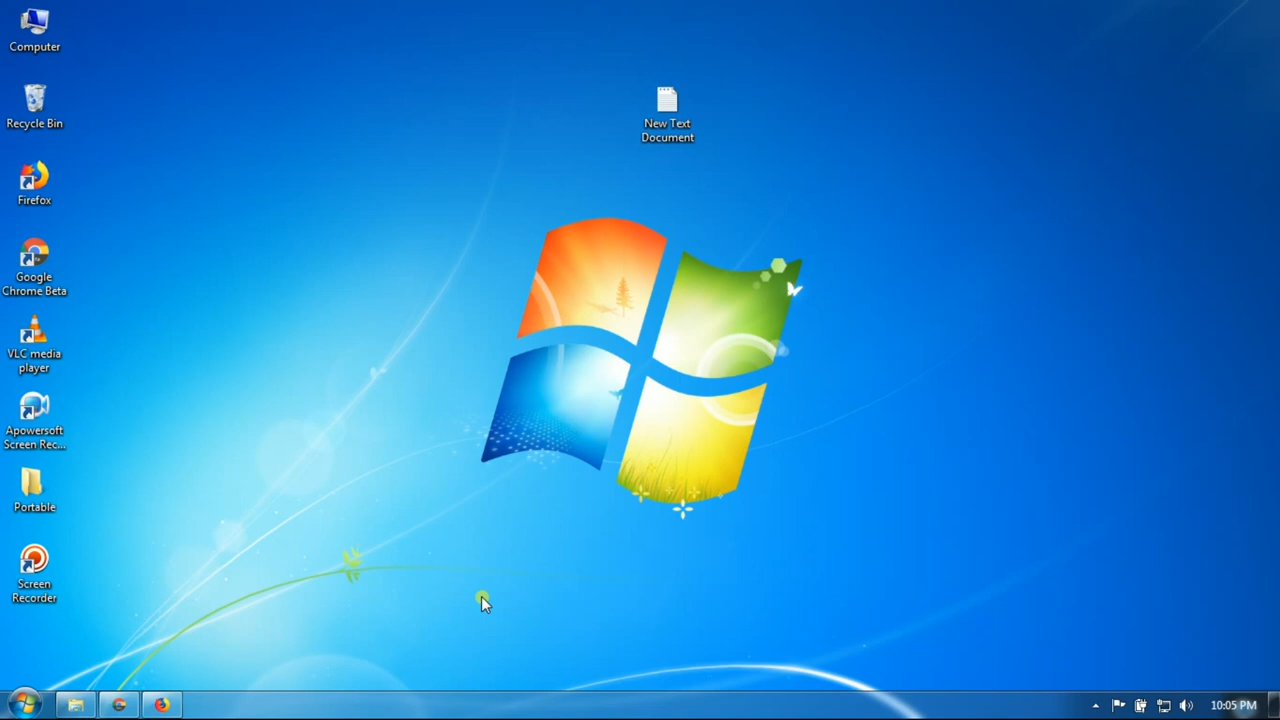 Computer
Recycle Bin
Firefox
Google
Chrome Beta
VLC media
player
Apowersoft
Screen Rec...
Portable
Screen
Recorder
New Text
Document
10:05 PM